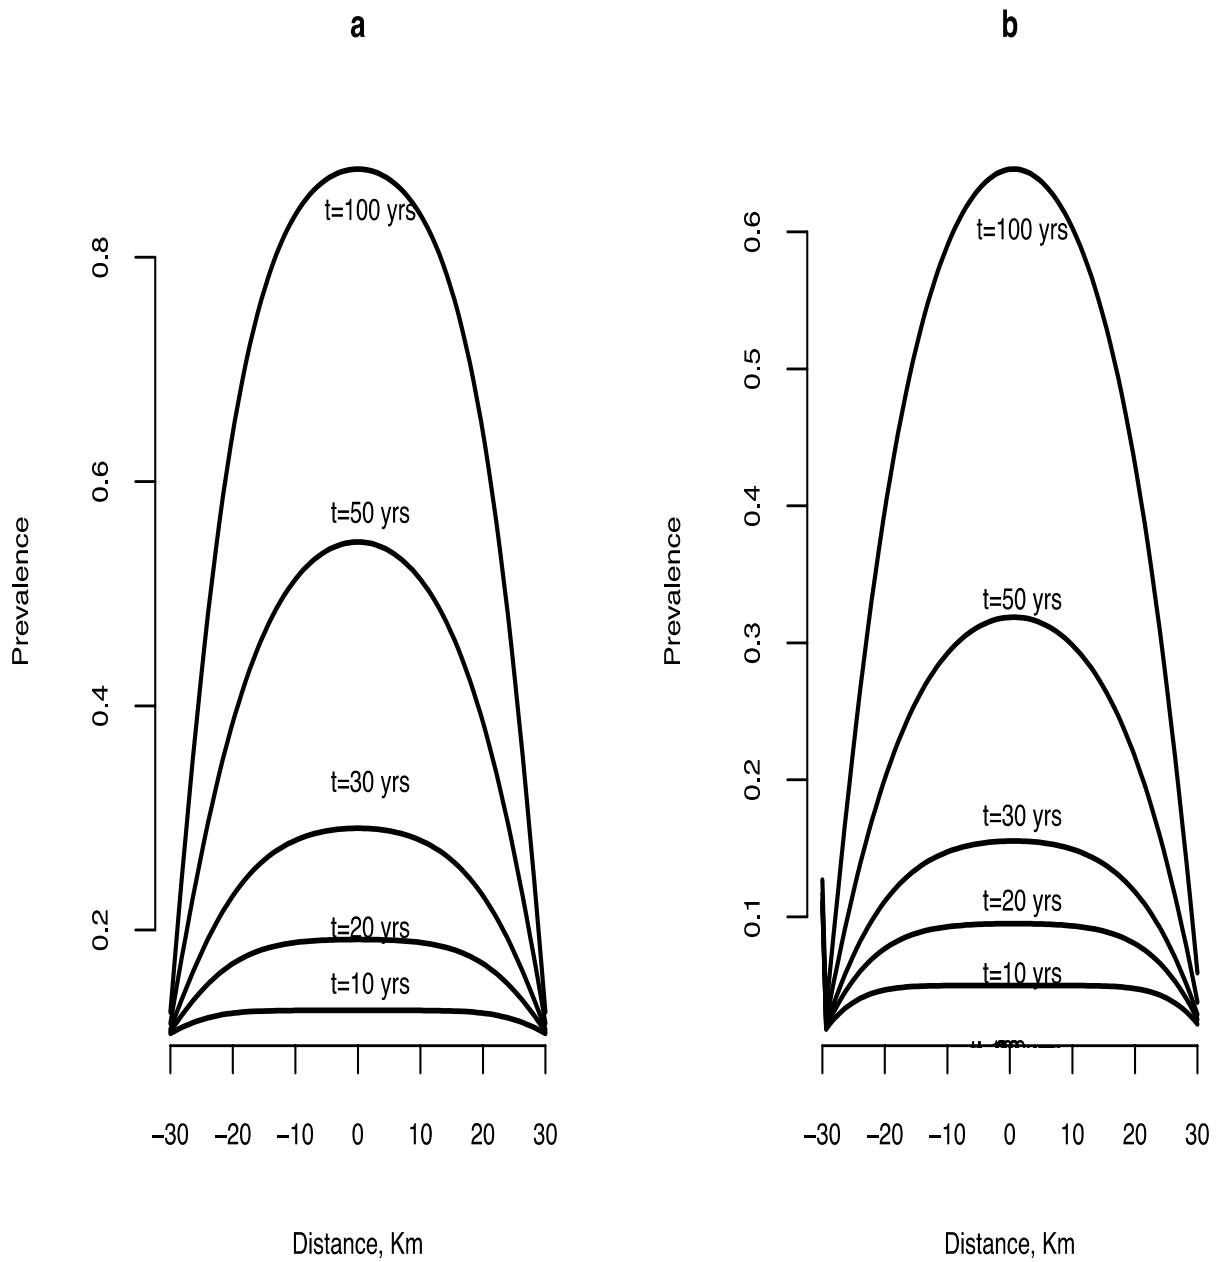 a
Prevalence
0.8
0.6
0.4
0.2
t=100 yrs
t=50 yrs
t=30 yrs
t=20 yrs
t=10 yrs
−30 −20 −10 0 10 20 30
Distance, Km
b
Prevalence
0.6
0.5
0.4
0.3
0.2
0.1
t=100 yrs
t=50 yrs
t=30 yrs
t=20 yrs
t=10 yrs
−30 −20 −10 0 10 20 30
Distance, Km